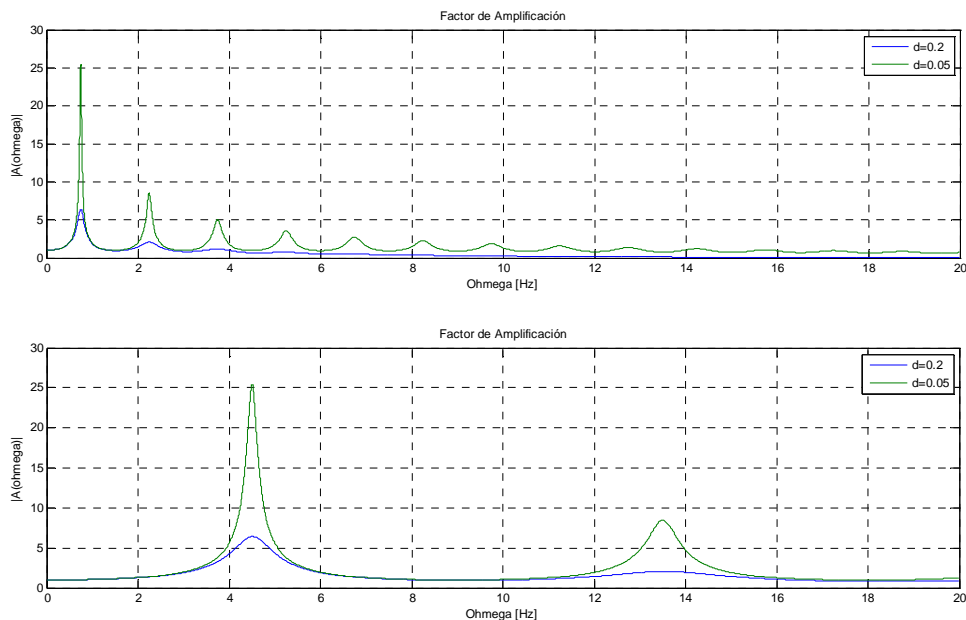 Factor de Amplificación
30
25
20
15
10
5
0
|A(ohmega)|
d=0.2
d=0.05
0 2 4 6 8 10 12 14 16 18 20
Ohmega [Hz]
Factor de Amplificación
30
25
20
15
10
5
0
|A(ohmega)|
d=0.2
d=0.05
0 2 4 6 8 10 12 14 16 18 20
Ohmega [Hz]